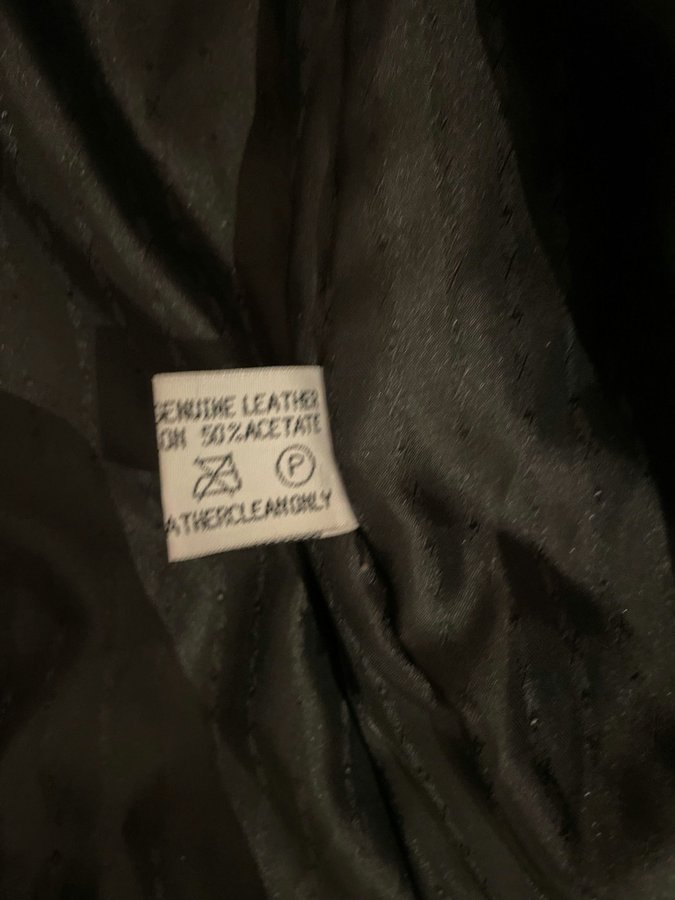 GENUINE LEATHER
ON 50%ACETATE
P
ATHERCLEANONLY